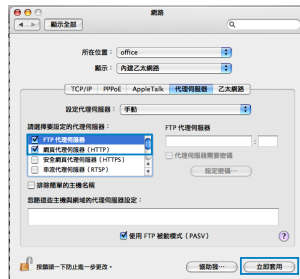 網路
顯示全部
所在位置： office
顯示： 內建乙太網路
TCP/IP PPPoE AppleTalk 代理伺服器 乙太網路
設定代理伺服器： 手動
請選擇要設定的代理伺服器：
FTP 代理伺服器
FTP 代理伺服器
網頁代理伺服器（HTTP）
安全網頁代理伺服器（HTTPS）
串流代理伺服器（RTSP）
:
代理伺服器需要密碼
設定密碼…
排除簡單的主機名稱
忽略這些主機與網域的代理伺服器設定：
使用 FTP 被動模式（PASV）
?
按鎖頭一下防止進一步更改。
協助我…
立即套用